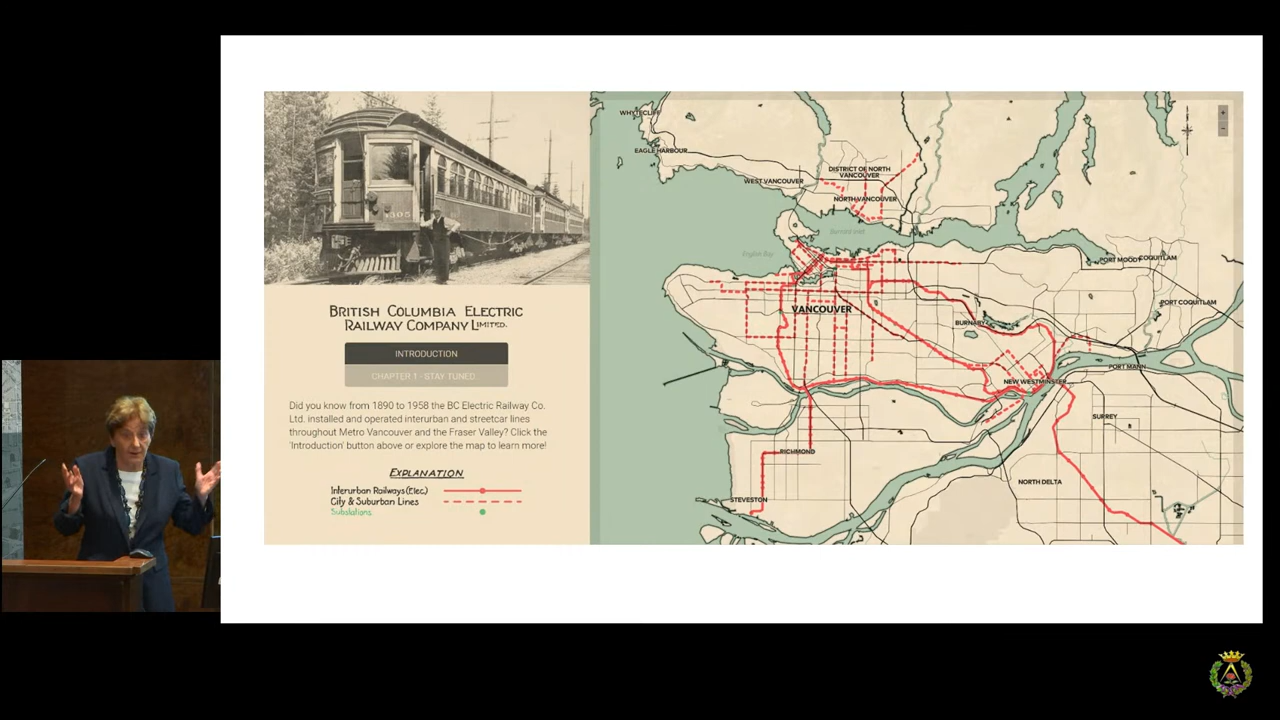 1305
BRITISH COLUMBIA ELECTRIC
RAILWAY COMPANY LIMITED.
INTRODUCTION
CHAPTER 1 - STAY TUNED...
Did you know from 1890 to 1958 the BC Electric Railway Co.
Ltd. installed and operated interurban and streetcar lines
throughout Metro Vancouver and the Fraser Valley? Click the
'Introduction' button above or explore the map to learn more!
EXPLANATION
Interurban Railways (Elec.)
City & Suburban Lines
Substations
WHYTECLIFF
EAGLE HARBOUR
WEST VANCOUVER
DISTRICT OF NORTH
VANCOUVER
NORTH VANCOUVER
Burrard Inlet
English Bay
PORT MOODY
COQUITLAM
PORT COQUITLAM
VANCOUVER
BURNABY
PORT MANN
NEW WESTMINSTER
SURREY
RICHMOND
NORTH DELTA
STEVESTON
+
-